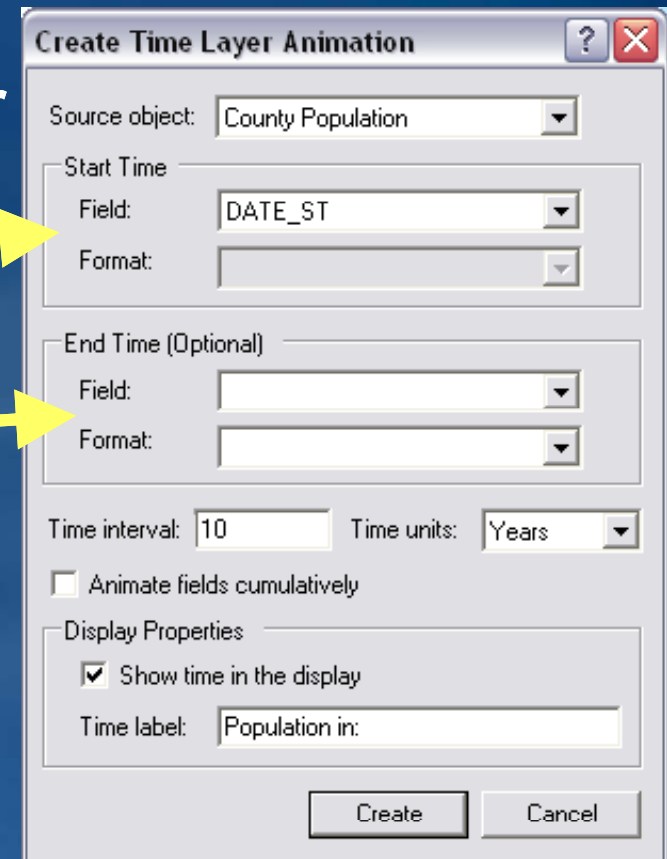 Create Time Layer Animation
Source object: County Population
Start Time
Field: DATE_ST
Format:
End Time (Optional)
Field:
Format:
Time interval: 10 Time units: Years
Animate fields cumulatively
Display Properties
Show time in the display
Time label: Population in:
Create Cancel